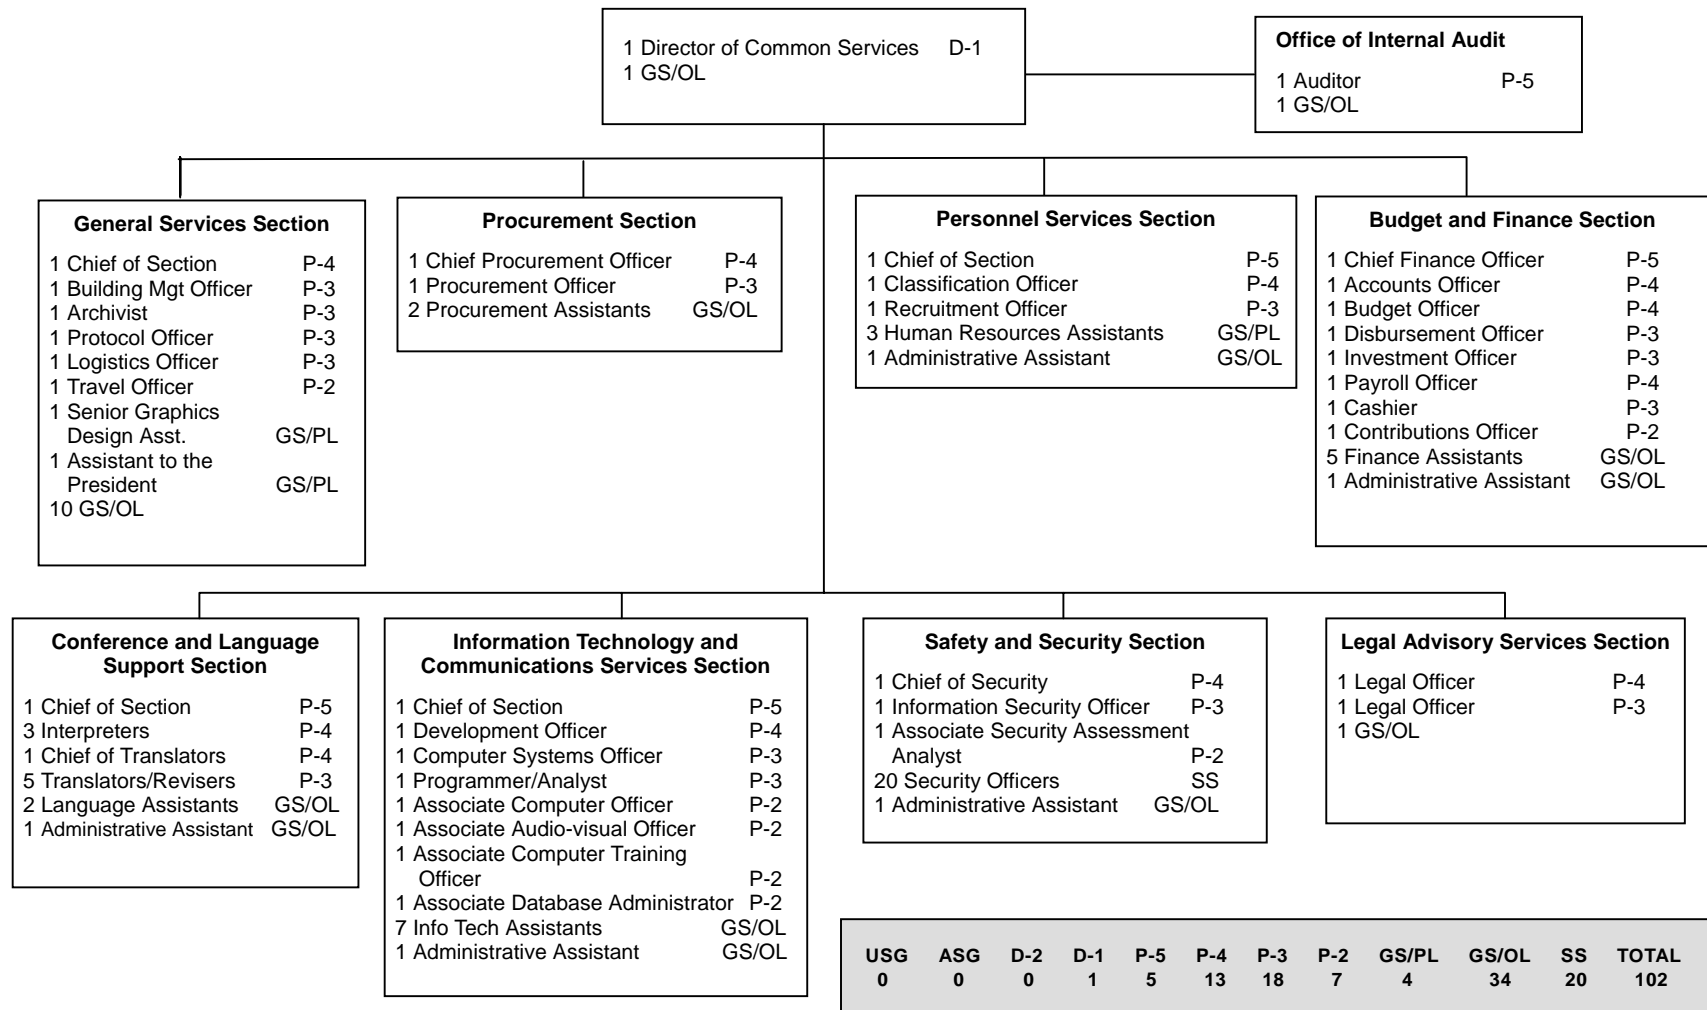 1 Director of Common Services D-1
1 GS/OL
Office of Internal Audit
1 Auditor P-5
1 GS/OL
General Services Section
1 Chief of Section P-4
1 Building Mgt Officer P-3
1 Archivist P-3
1 Protocol Officer P-3
1 Logistics Officer P-3
1 Travel Officer P-2
1 Senior Graphics
Design Asst. GS/PL
1 Assistant to the
President GS/PL
10 GS/OL
Procurement Section
1 Chief Procurement Officer P-4
1 Procurement Officer P-3
2 Procurement Assistants GS/OL
Personnel Services Section
1 Chief of Section P-5
1 Classification Officer P-4
1 Recruitment Officer P-3
3 Human Resources Assistants GS/PL
1 Administrative Assistant GS/OL
Budget and Finance Section
1 Chief Finance Officer P-5
1 Accounts Officer P-4
1 Budget Officer P-4
1 Disbursement Officer P-3
1 Investment Officer P-3
1 Payroll Officer P-4
1 Cashier P-3
1 Contributions Officer P-2
5 Finance Assistants GS/OL
1 Administrative Assistant GS/OL
Conference and Language
Support Section
1 Chief of Section P-5
3 Interpreters P-4
1 Chief of Translators P-4
5 Translators/Revisers P-3
2 Language Assistants GS/OL
1 Administrative Assistant GS/OL
Information Technology and
Communications Services Section
1 Chief of Section P-5
1 Development Officer P-4
1 Computer Systems Officer P-3
1 Programmer/Analyst P-3
1 Associate Computer Officer P-2
1 Associate Audio-visual Officer P-2
1 Associate Computer Training
Officer P-2
1 Associate Database Administrator P-2
7 Info Tech Assistants GS/OL
1 Administrative Assistant GS/OL
Safety and Security Section
1 Chief of Security P-4
1 Information Security Officer P-3
1 Associate Security Assessment
Analyst P-2
20 Security Officers SS
1 Administrative Assistant GS/OL
Legal Advisory Services Section
1 Legal Officer P-4
1 Legal Officer P-3
1 GS/OL
USG ASG D-2 D-1 P-5 P-4 P-3 P-2 GS/PL GS/OL SS TOTAL
0 0 0 1 5 13 18 7 4 34 20 102